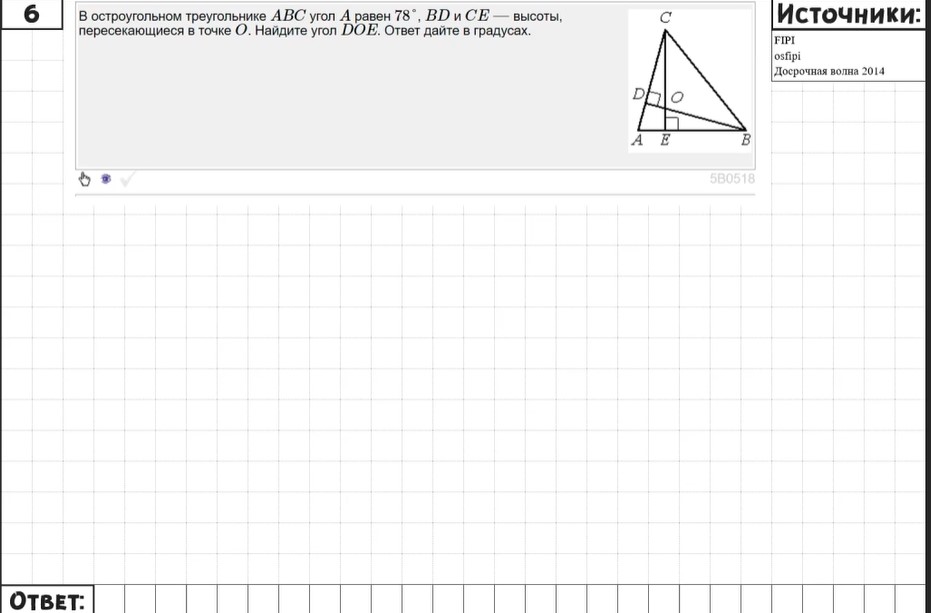 6
В остроугольном треугольнике ABC угол A равен 78°, BD и CE — высоты,
пересекающиеся в точке O. Найдите угол DOE. Ответ дайте в градусах.
C
D
O
A
E
B
5B0518
Источники:
FIPI
osfipi
Досрочная волна 2014
Ответ: